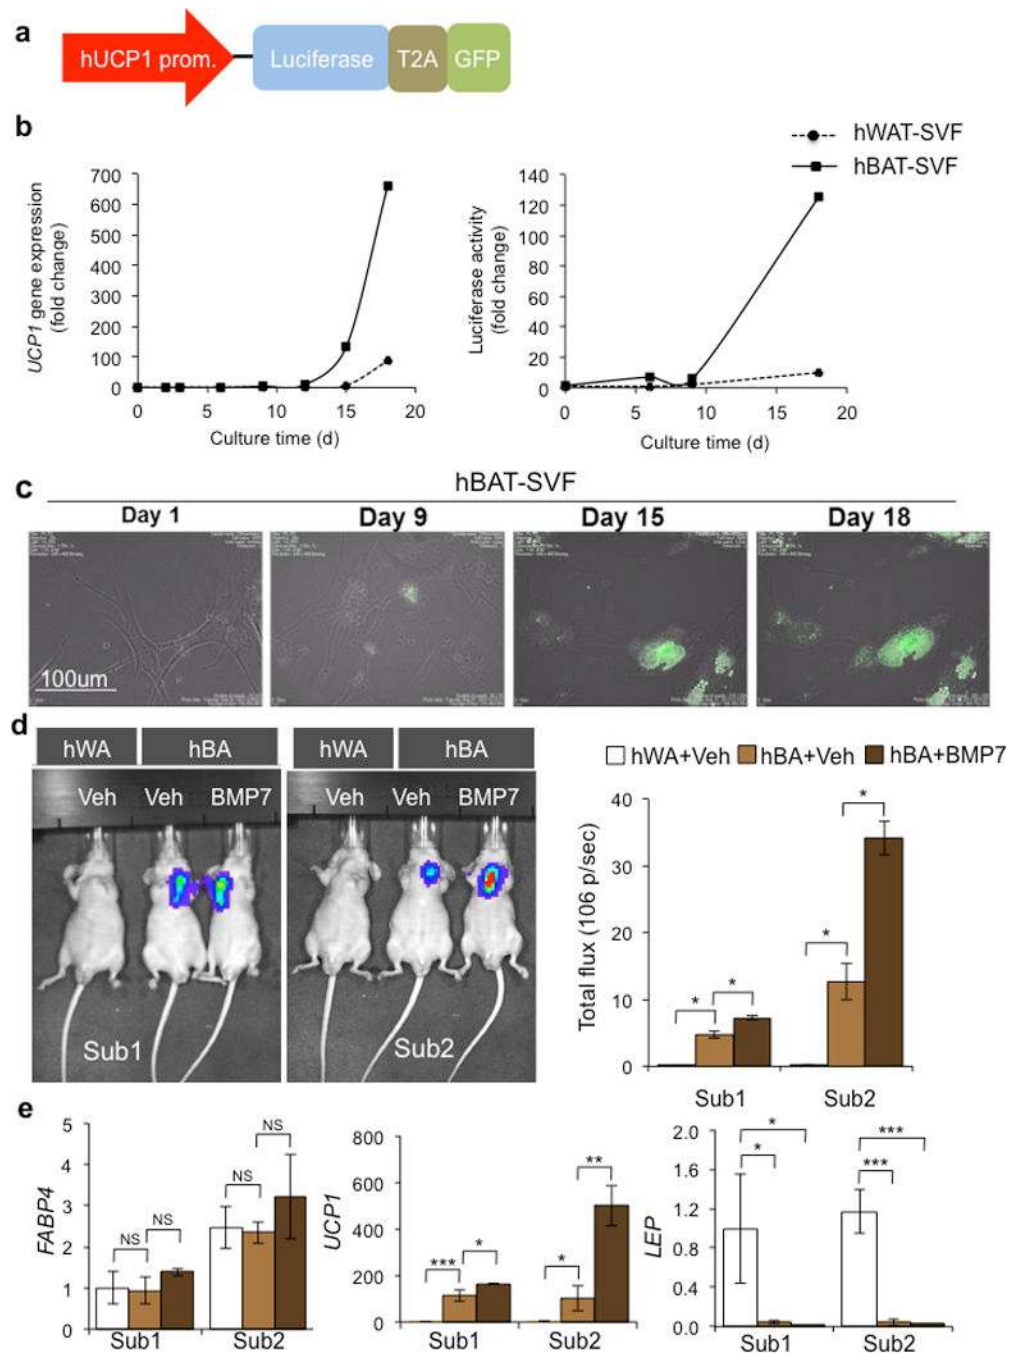 a
hUCP1 prom.
Luciferase
T2A
GFP
b
hWAT-SVF
hBAT-SVF
UCP1 gene expression
(fold change)
700
600
500
400
300
200
100
0
0 5 10 15 20
Culture time (d)
Luciferase activity
(fold change)
140
120
100
80
60
40
20
0
0 5 10 15 20
Culture time (d)
c
hBAT-SVF
Day 1 Day 9 Day 15 Day 18
100um
d
hWA hBA
Veh Veh BMP7
Sub1
hWA hBA
Veh Veh BMP7
Sub2
hWA+Veh hBA+Veh hBA+BMP7
Total flux (106 p/sec)
40
30
20
10
0
* * * *
Sub1 Sub2
e
FABP4
5
4
3
2
1
0
NS NS NS NS
Sub1 Sub2
UCP1
800
600
400
200
0
*** * * **
Sub1 Sub2
LEP
2.0
1.6
1.2
0.8
0.4
0.0
* * *** ***
Sub1 Sub2